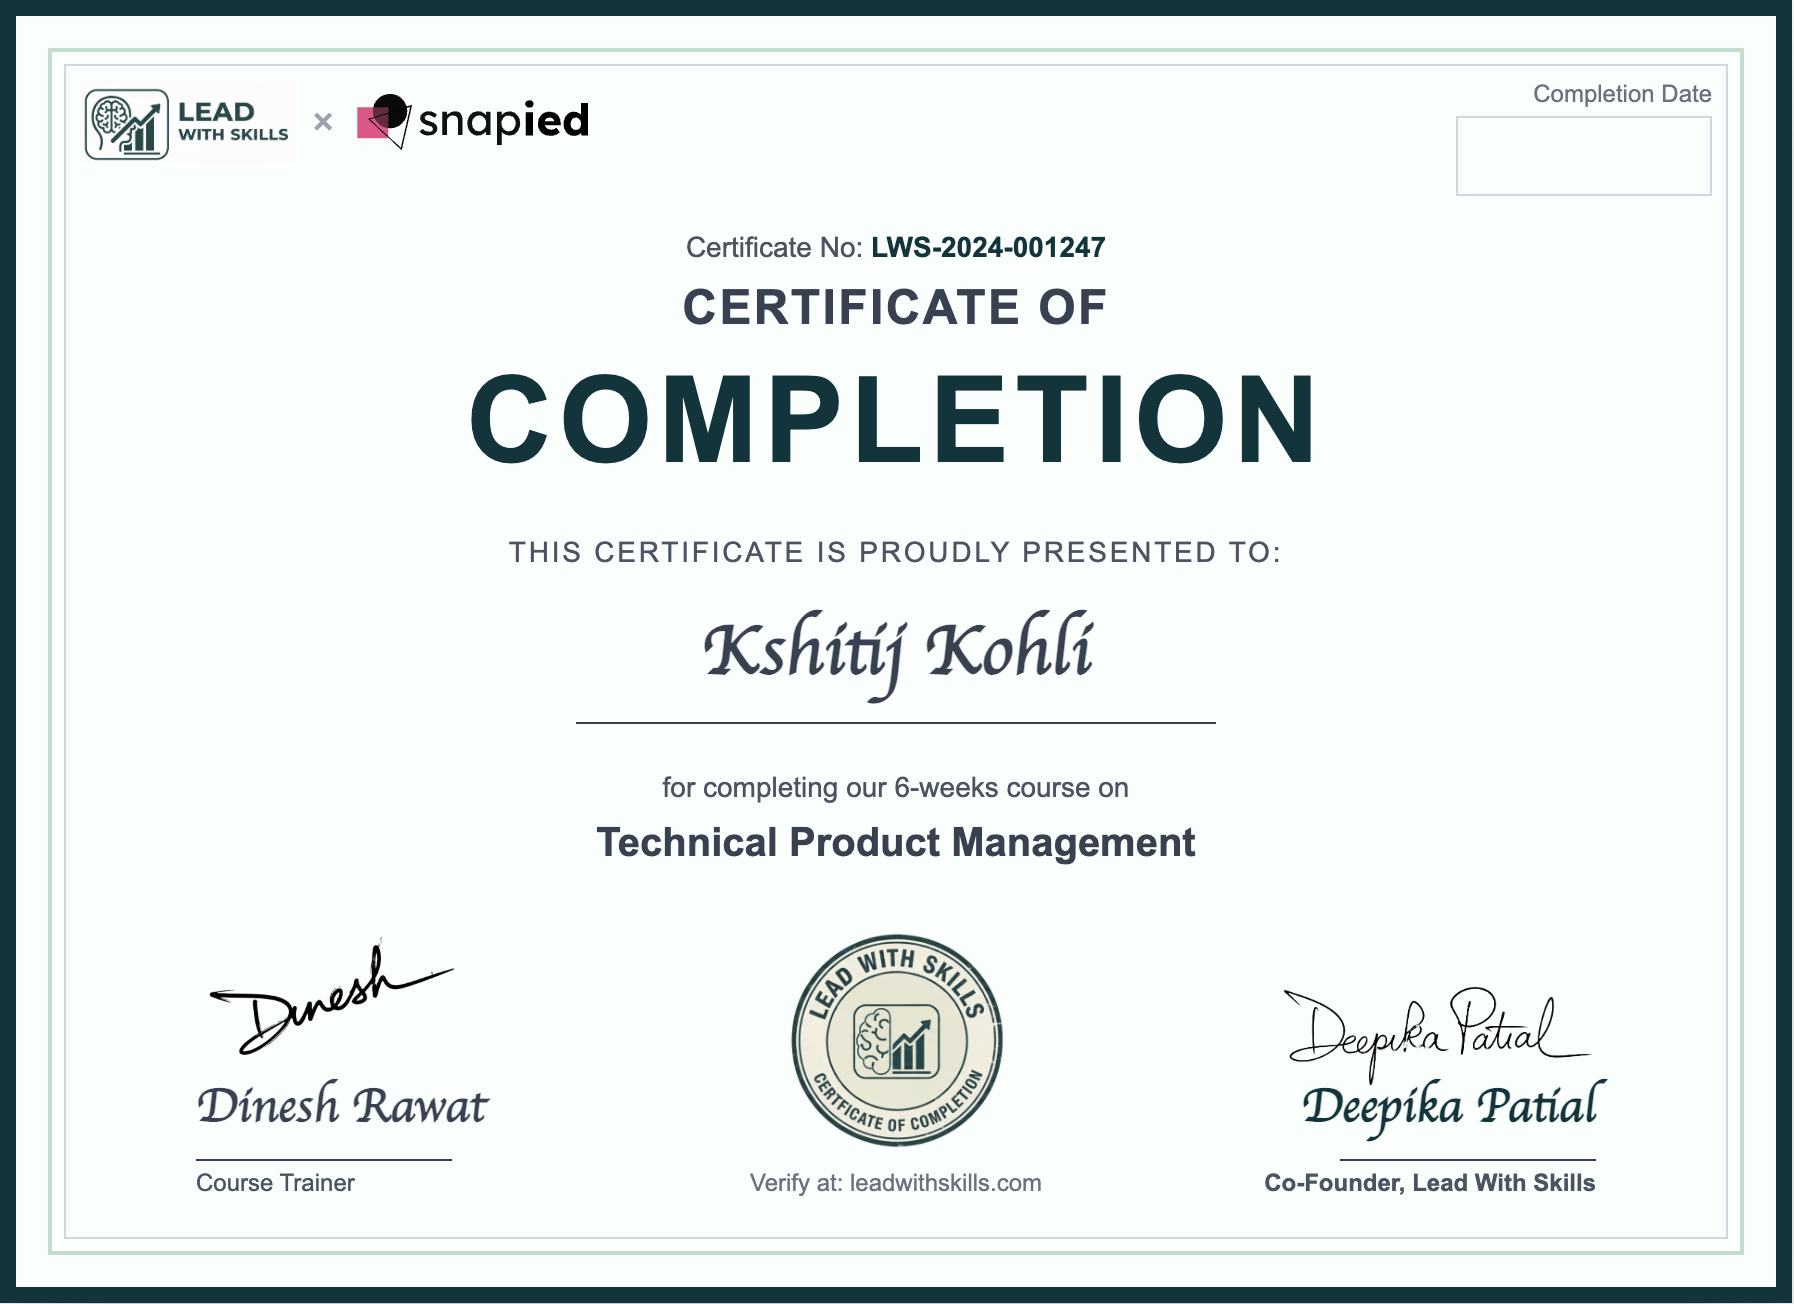 LEAD
WITH SKILLS
×
snapied
Completion Date
Certificate No: LWS-2024-001247
CERTIFICATE OF
COMPLETION
THIS CERTIFICATE IS PROUDLY PRESENTED TO:
Kshitij Kohli
for completing our 6-weeks course on
Technical Product Management
Dinesh
Dinesh Rawat
Course Trainer
LEAD WITH SKILLS
CERTFICATE OF COMPLETION
Verify at: leadwithskills.com
Deepika Patial
Deepika Patial
Co-Founder, Lead With Skills